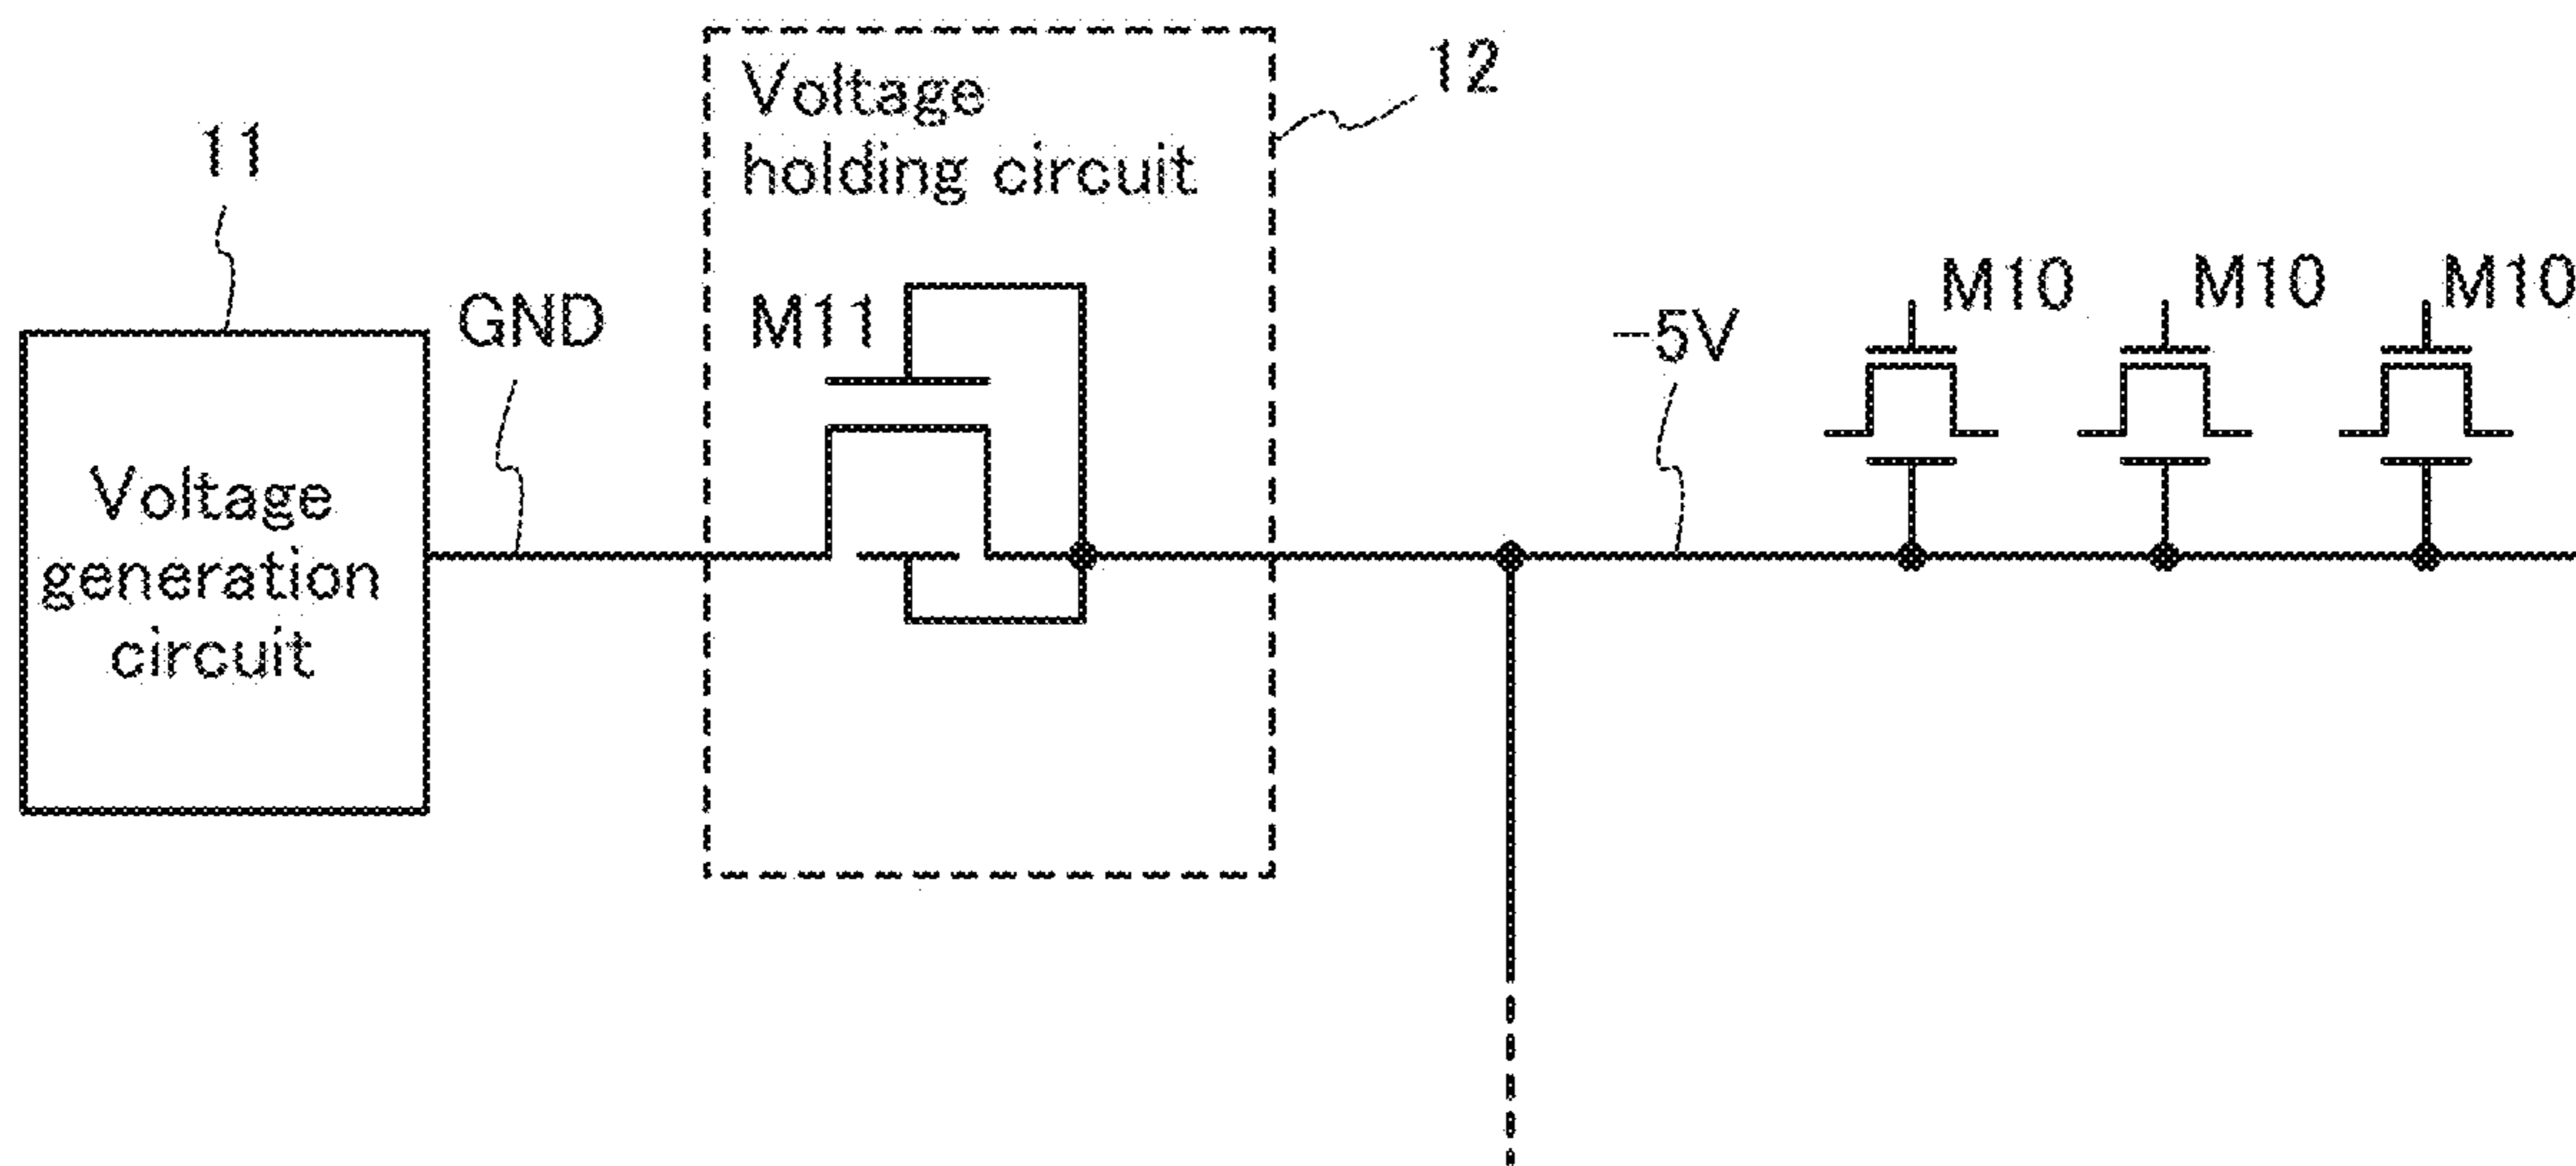 12
Voltage
holding circuit
11
GND
M11
-5V
M10
M10
M10
Voltage
generation
circuit